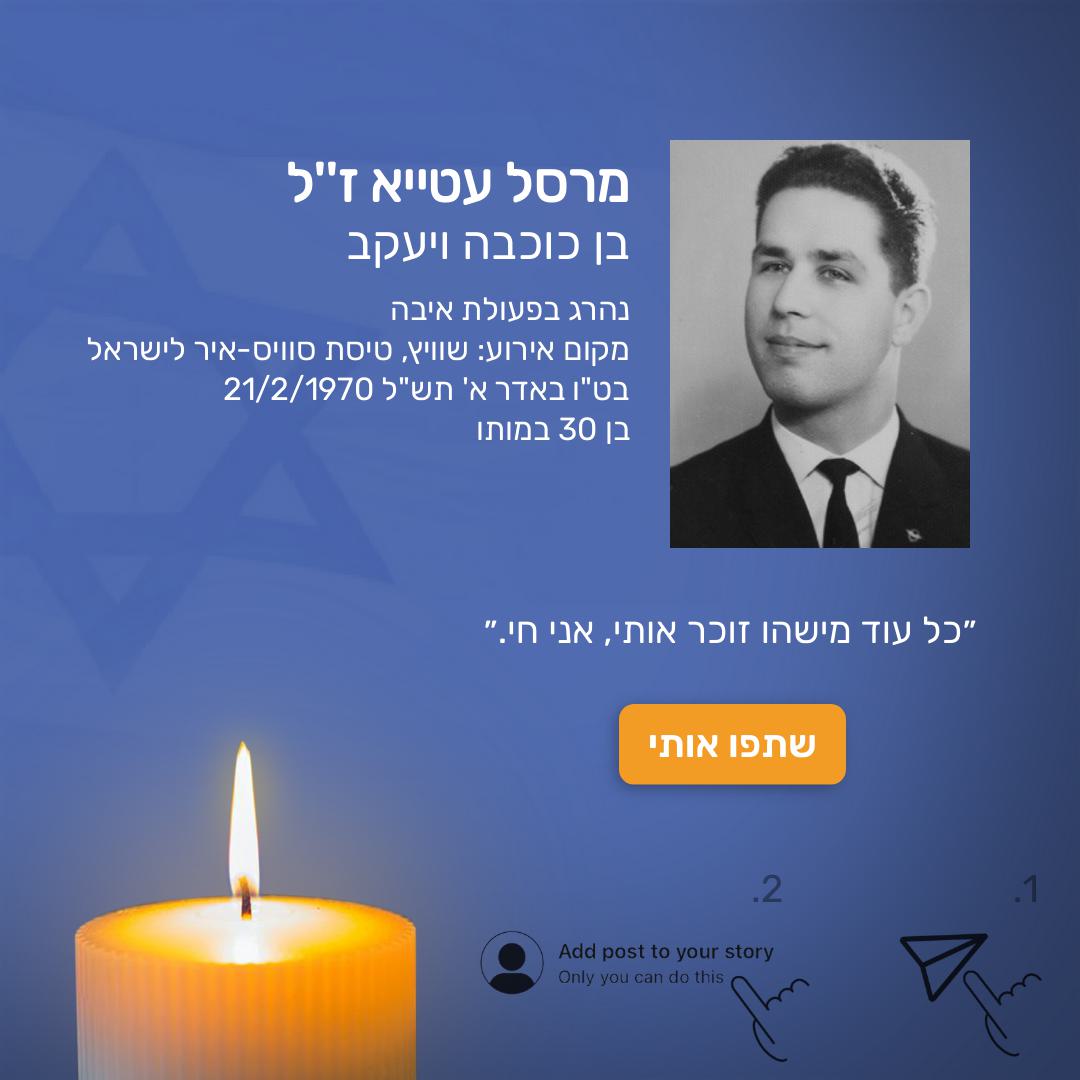 מרסל עטייא ז"ל
בן כוכבה ויעקב
נהרג בפעולת איבה
מקום אירוע: שוויץ, טיסת סוויס-איר לישראל
בט"ו באדר א' תש"ל 21/2/1970
בן 30 במותו
״כל עוד מישהו זוכר אותי, אני חי.״
שתפו אותי
.1
.2
Add post to your story
Only you can do this